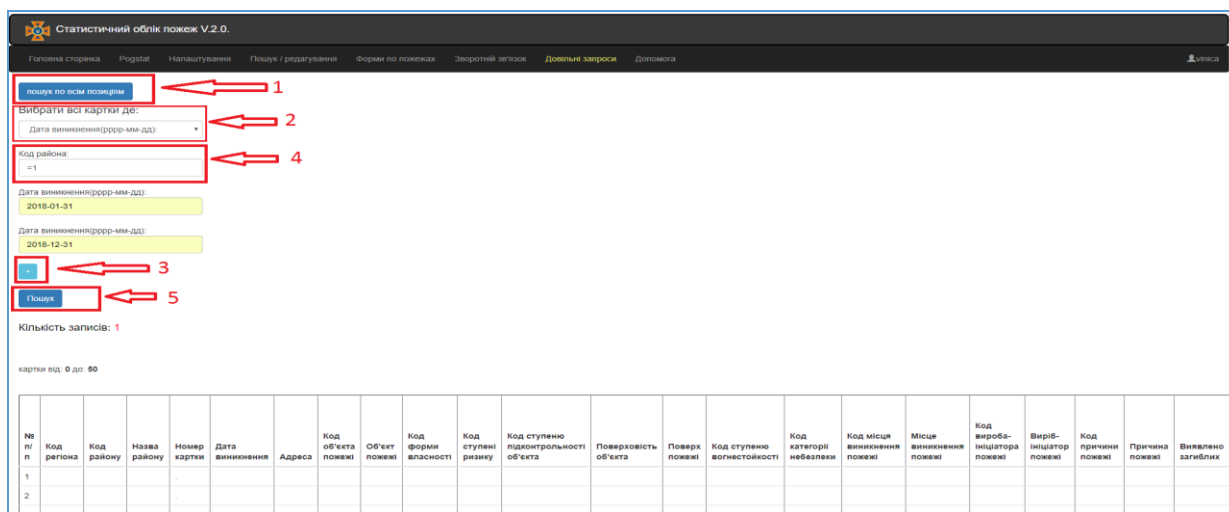 Статистичний облік пожеж V.2.0.
Головна сторінка Pogstat Налаштування Пошук / редагування Форми по пожежах Зворотній зв'язок Довільні запроси Допомога vinica
пошук по всім позиціям 1
Вибрати всі картки де:
Дата виникнення(рррр-мм-дд): 2
Код района: 4
=1
Дата виникнення(рррр-мм-дд):
2018-01-31
Дата виникнення(рррр-мм-дд):
2018-12-31
+ 3
Пошук 5
Кількість записів: 1
картки від: 0 до: 50
№ п/п Код регіона Код району Назва району Номер картки Дата виникнення Адреса Код об'єкта пожежі Об'єкт пожежі Код форми власності Код ступені ризику Код ступеню підконтрольності об'єкта Поверховість об'єкта Поверх пожежі Код ступеню вогнестойкості Код категорії небезпеки Код місця виникнення пожежі Місце виникнення пожежі Код вироба-ініціатора пожежі Виріб-ініціатор пожежі Код причини пожежі Причина пожежі Виявлено загиблих
1
2